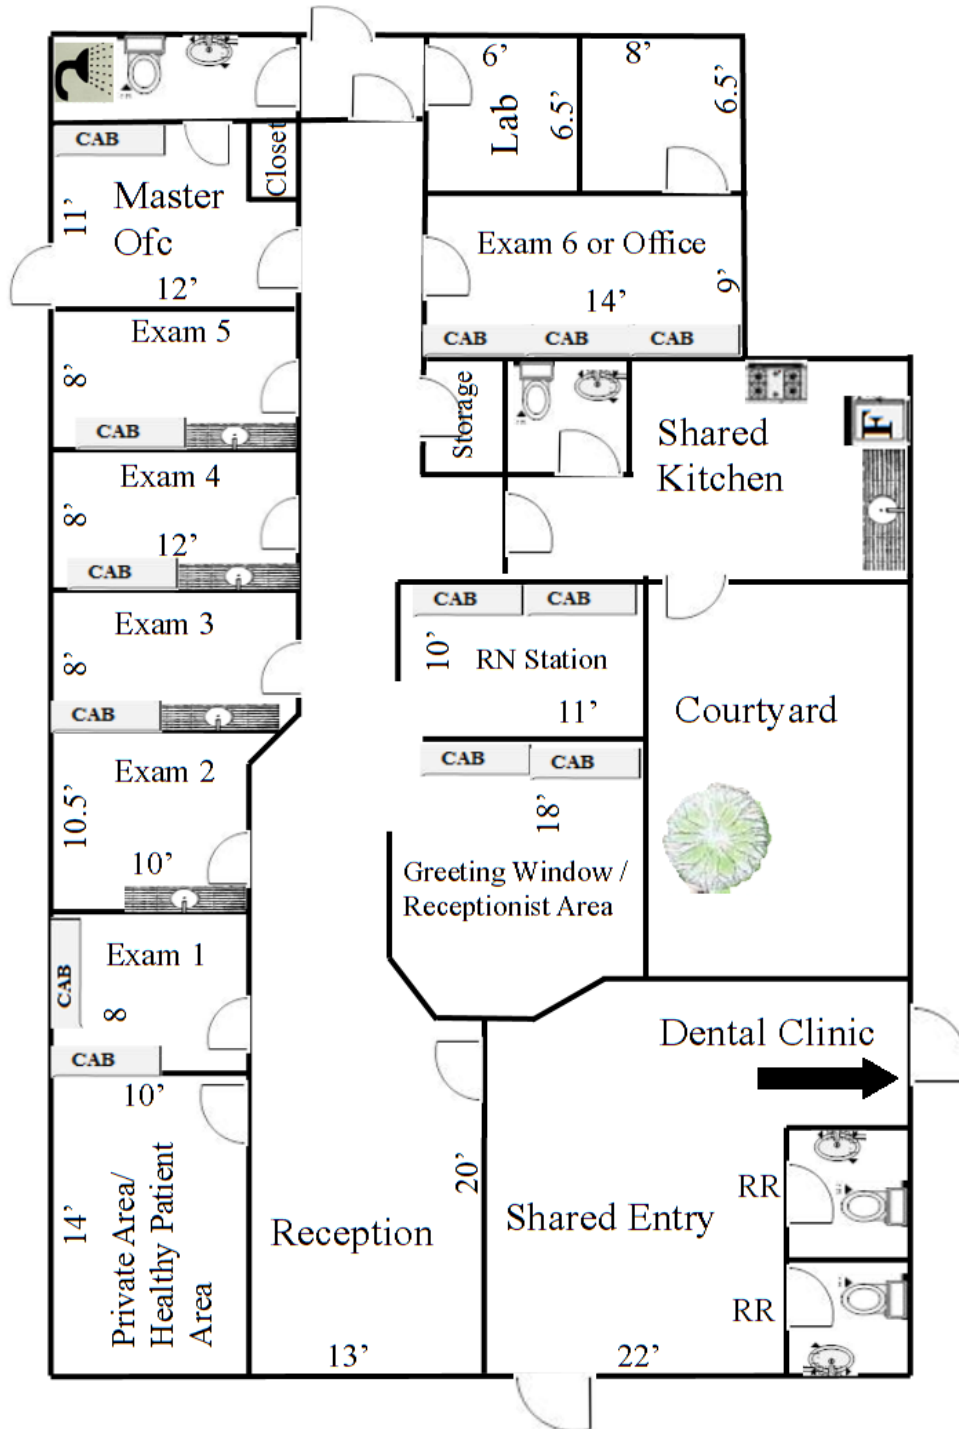 6’
8’
Lab
6.5’
6.5’
CAB
Closet
Master
Ofc
11’
12’
Exam 6 or Office
14’
9’
CAB
CAB
CAB
Exam 5
8’
CAB
Storage
Shared
Kitchen
F
Exam 4
8’
12’
CAB
CAB
CAB
10’
RN Station
11’
Exam 3
8’
CAB
Courtyard
CAB
CAB
18’
Greeting Window /
Receptionist Area
Exam 2
10.5’
10’
Exam 1
CAB
8
CAB
10’
Dental Clinic
Private Area/
Healthy Patient
Area
14’
Reception
13’
20’
Shared Entry
22’
RR
RR